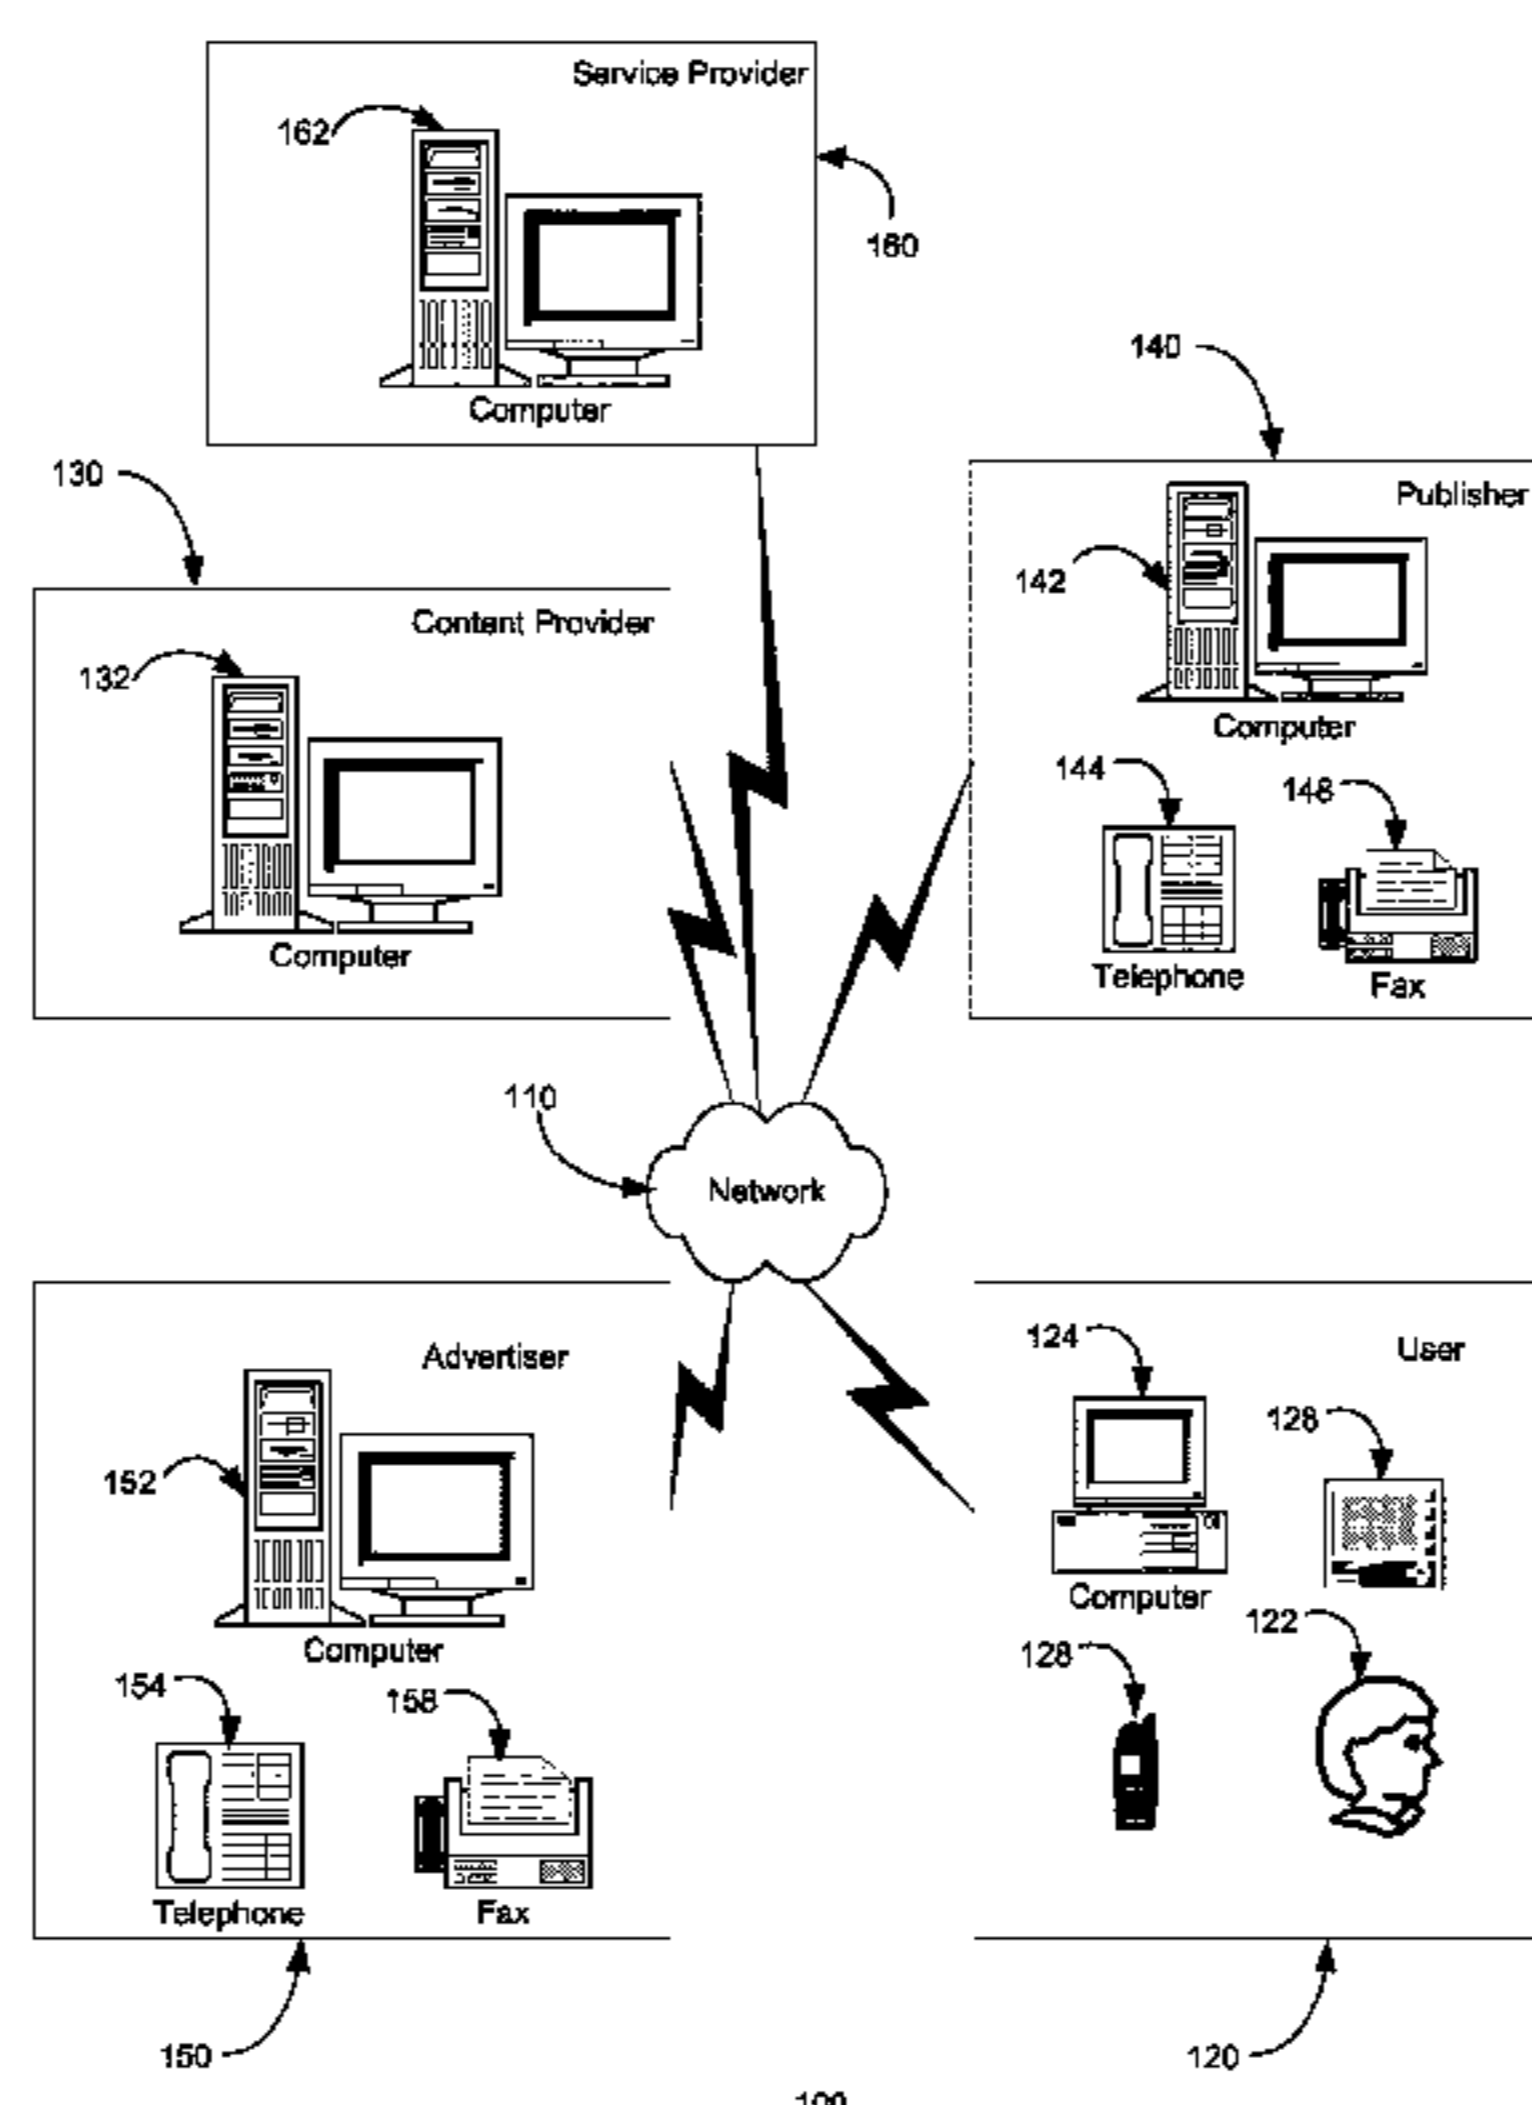 Service Provider
162
160
Computer
140
130
Publisher
142
Content Provider
132
Computer
144
148
Computer
Telephone
Fax
110
Network
124
User
Advertiser
128
152
Computer
122
Computer
128
154
158
Telephone
Fax
150
120
100